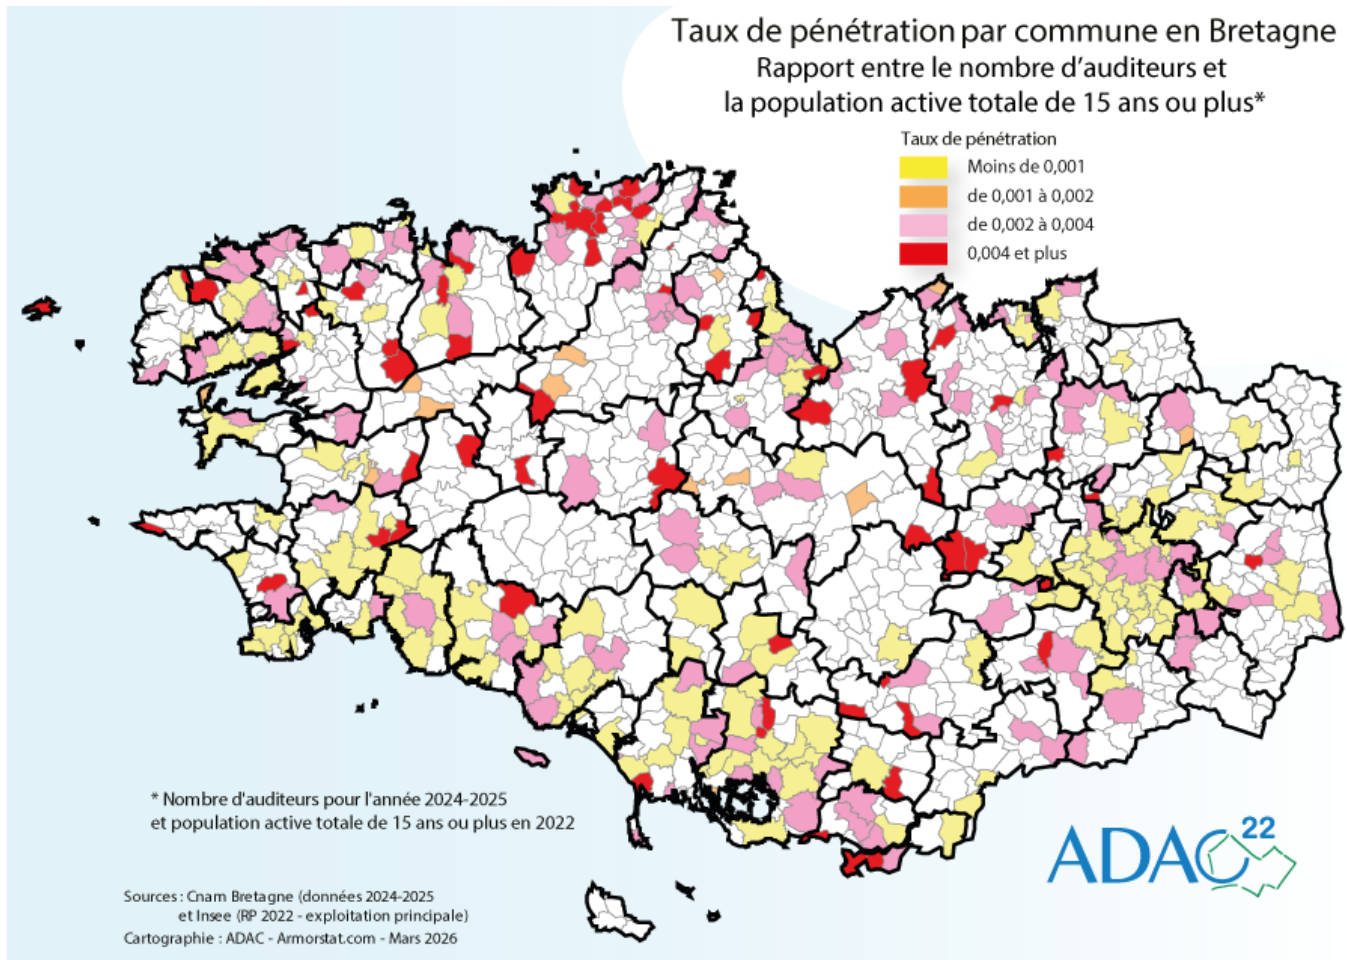 Taux de pénétration par commune en Bretagne
Rapport entre le nombre d'auditeurs et
la population active totale de 15 ans ou plus*
Taux de pénétration
Moins de 0,001
de 0,001 à 0,002
de 0,002 à 0,004
0,004 et plus
* Nombre d'auditeurs pour l'année 2024-2025
et population active totale de 15 ans ou plus en 2022
Sources : Cnam Bretagne (données 2024-2025
et Insee (RP 2022 - exploitation principale)
Cartographie : ADAC - Armorstat.com - Mars 2026
ADAC 22